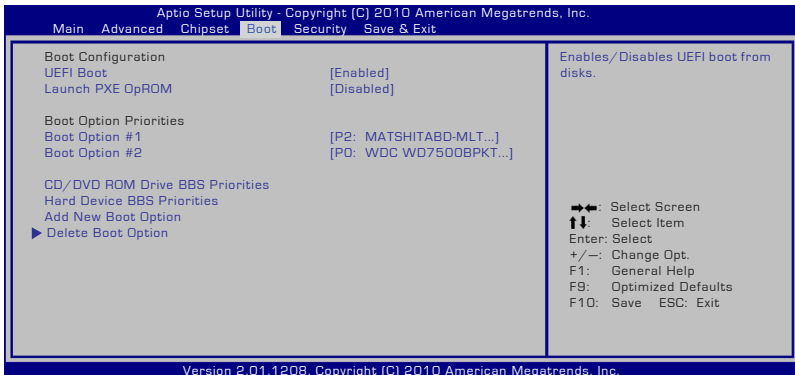 Aptio Setup Utility - Copyright (C) 2010 American Megatrends, Inc.
Main Advanced Chipset Boot Security Save & Exit
Boot Configuration
UEFI Boot [Enabled]
Launch PXE OpROM [Disabled]
Boot Option Priorities
Boot Option #1 [P2: MATSHITABD-MLT...]
Boot Option #2 [P0: WDC WD7500BPKT...]
CD/DVD ROM Drive BBS Priorities
Hard Device BBS Priorities
Add New Boot Option
Delete Boot Option
Enables/Disables UEFI boot from
disks.
→←: Select Screen
↑↓: Select Item
Enter: Select
+/—: Change Opt.
F1: General Help
F9: Optimized Defaults
F10: Save ESC: Exit
Version 2.01.1208. Copyright (C) 2010 American Megatrends, Inc.